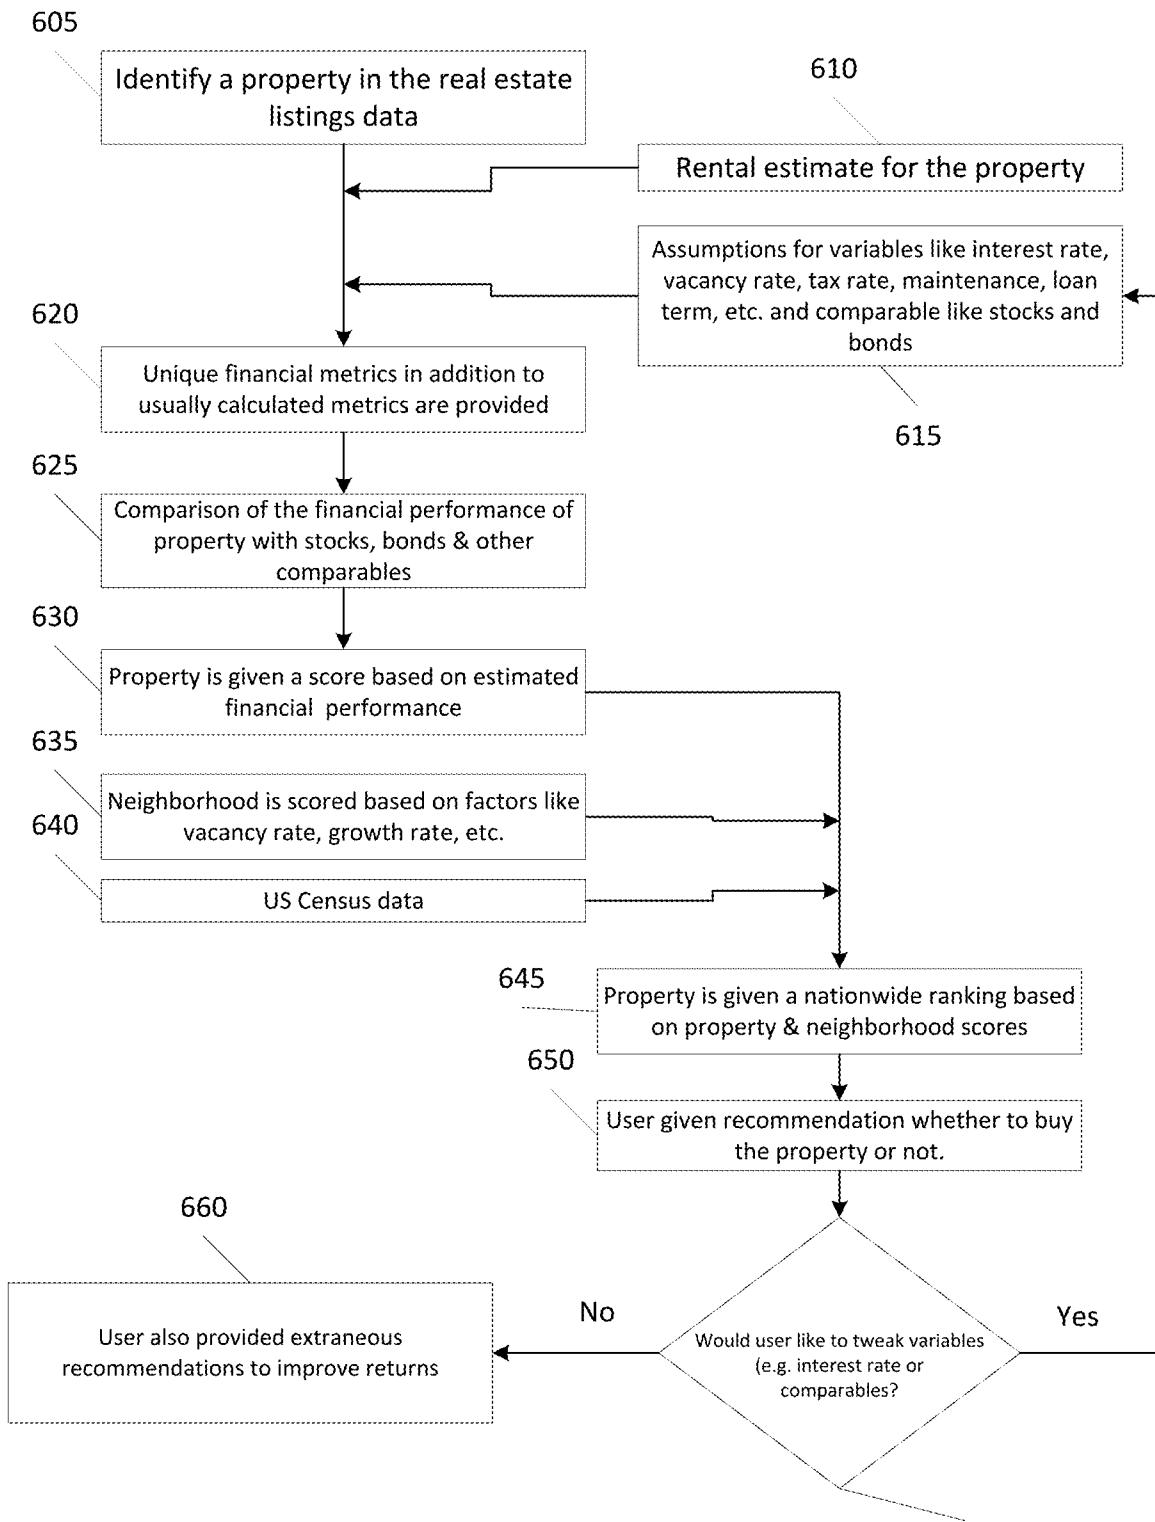 605
Identify a property in the real estate
listings data
610
Rental estimate for the property
Assumptions for variables like interest rate,
vacancy rate, tax rate, maintenance, loan
term, etc. and comparable like stocks and
bonds
615
620
Unique financial metrics in addition to
usually calculated metrics are provided
625
Comparison of the financial performance of
property with stocks, bonds & other
comparables
630
Property is given a score based on estimated
financial performance
635
Neighborhood is scored based on factors like
vacancy rate, growth rate, etc.
640
US Census data
645
Property is given a nationwide ranking based
on property & neighborhood scores
650
User given recommendation whether to buy
the property or not.
660
User also provided extraneous
recommendations to improve returns
No
Would user like to tweak variables
(e.g. interest rate or
comparables?
Yes